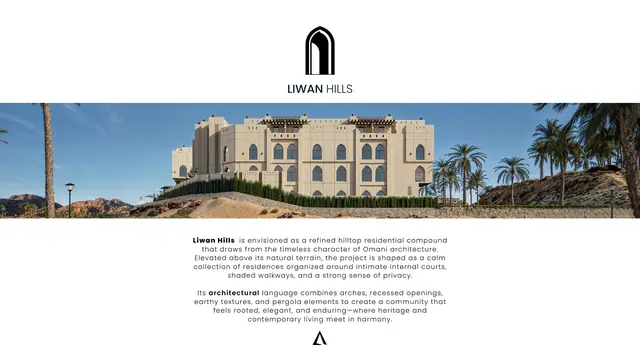 LIWAN HILLS
Liwan Hills is envisioned as a refined hilltop residential compound
that draws from the timeless character of Omani architecture.
Elevated above its natural terrain, the project is shaped as a calm
collection of residences organized around intimate internal courts,
shaded walkways, and a strong sense of privacy.
Its architectural language combines arches, recessed openings,
earthy textures, and pergola elements to create a community that
feels rooted, elegant, and enduring—where heritage and
contemporary living meet in harmony.